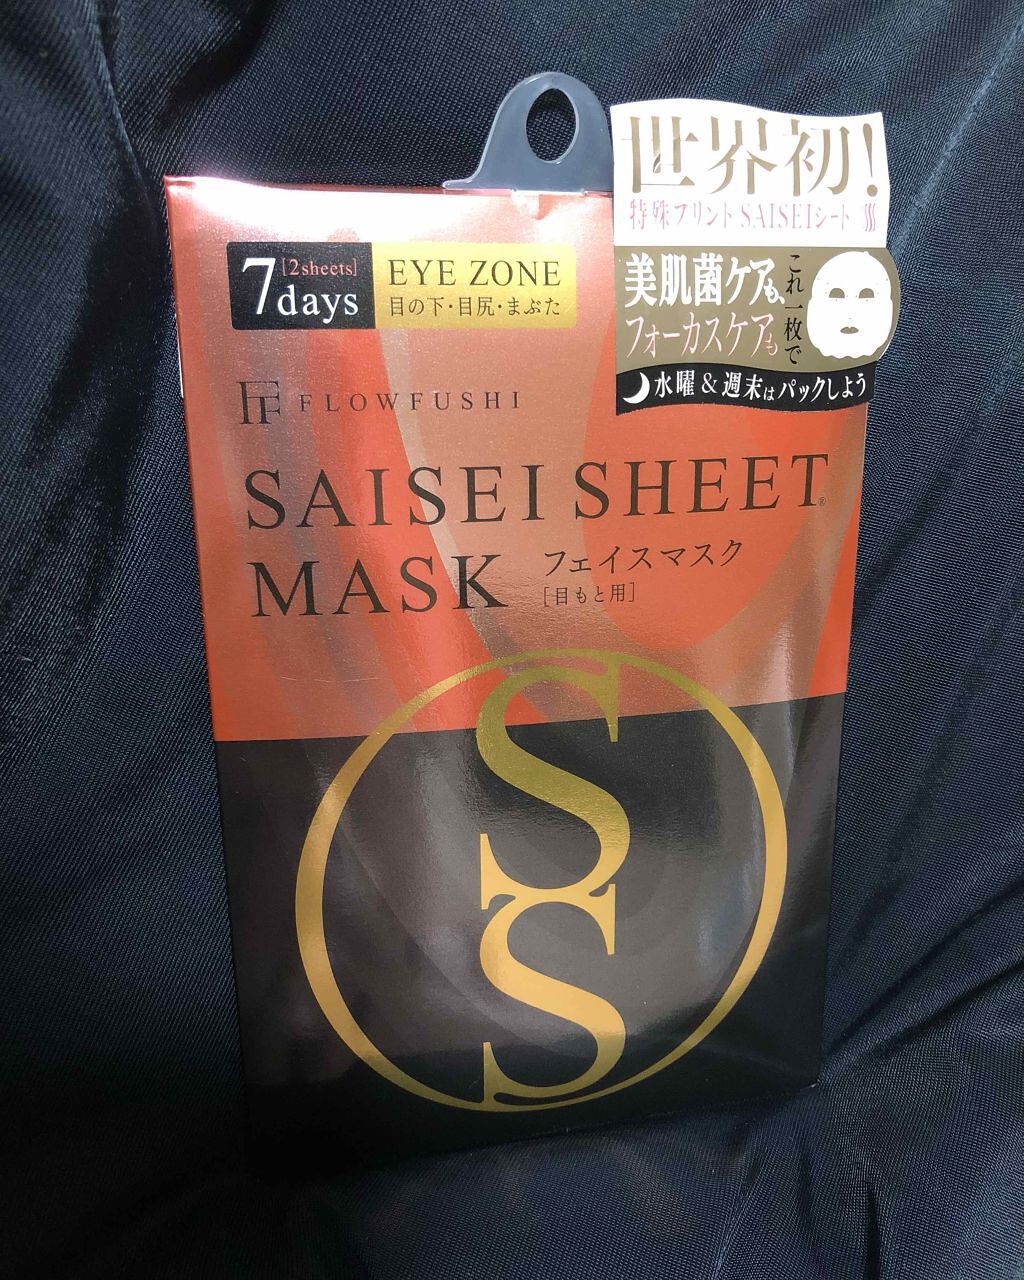 世界初!
特殊プリント SAISEIシート
美肌菌ケアも、
フォーカスケアも
これ一枚で
水曜&週末はパックしよう
7 [2sheets]
days
EYE ZONE
目の下・目尻・まぶた
FLOWFUSHI
SAISEI SHEET®
MASK フェイスマスク
[目もと用]
S
S